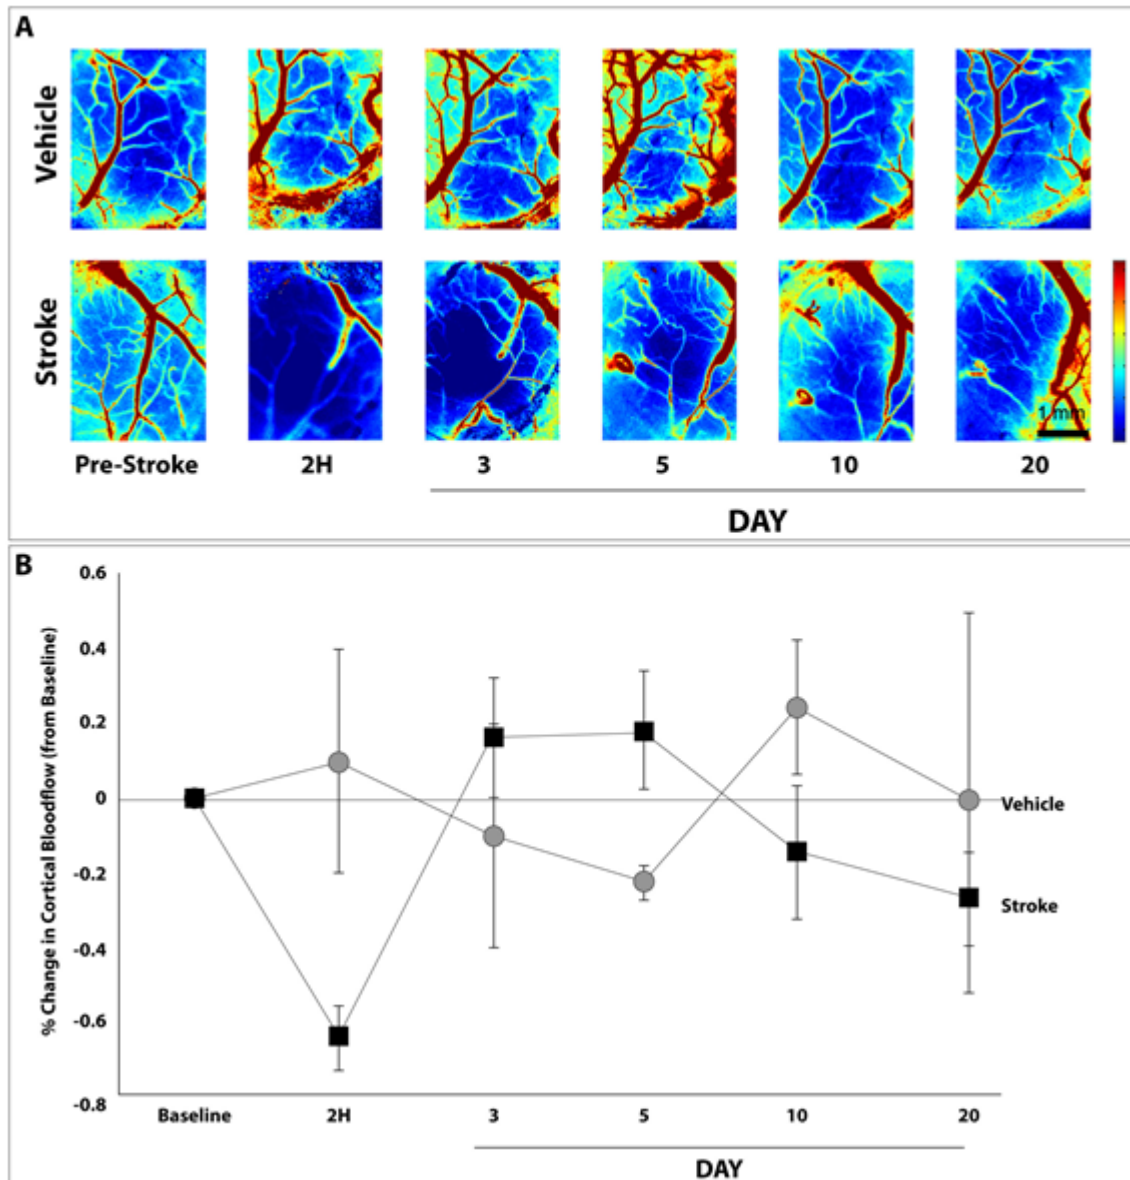 A
Vehicle
Stroke
1 mm
Pre-Stroke 2H 3 5 10 20
DAY
B
% Change in Cortical Bloodflow (from Baseline)
0.6
0.4
0.2
0
-0.2
-0.4
-0.6
-0.8
Vehicle
Stroke
Baseline 2H 3 5 10 20
DAY